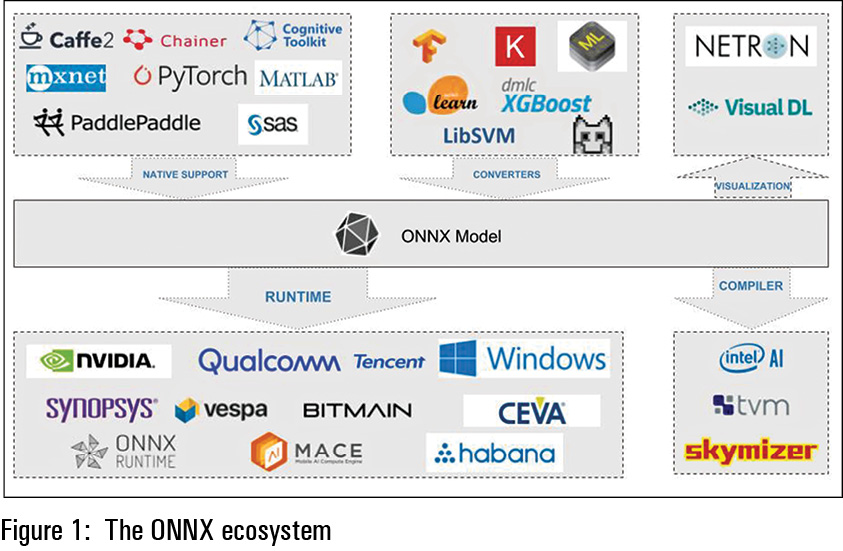 Caffe2
Chainer
Cognitive
Toolkit
mxnet
PyTorch
MATLAB®
PaddlePaddle
sas
K
ML
learn
dmlc
XGBoost
LibSVM
NETRON
Visual DL
NATIVE SUPPORT
CONVERTERS
VISUALIZATION
ONNX Model
RUNTIME
COMPILER
nVIDIA.
Qualcomm
Tencent
Windows
SYNOPSYS®
vespa
BITMAIN
CEVA®
ONNX
RUNTIME
AI
MACE
Mobile AI Compute Engine
habana
intel AI
tvm
skymizer
Figure 1: The ONNX ecosystem